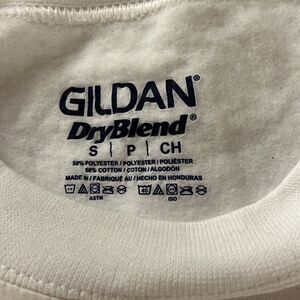 GILDAN®
DryBlend®
S | P | CH
50% POLYESTER / POLYESTER / POLIÉSTER
50% COTTON / COTON / ALGODÓN
MADE IN / FABRIQUÉ AU / HECHO EN HONDURAS
40
ASTM ISO